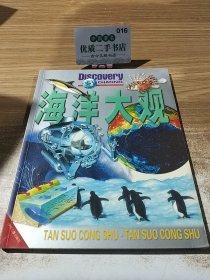 016
优质二手书店
Discovery
CHANNEL
海洋大观
TAN SUO CONG SHU · TAN SUO CONG SHU